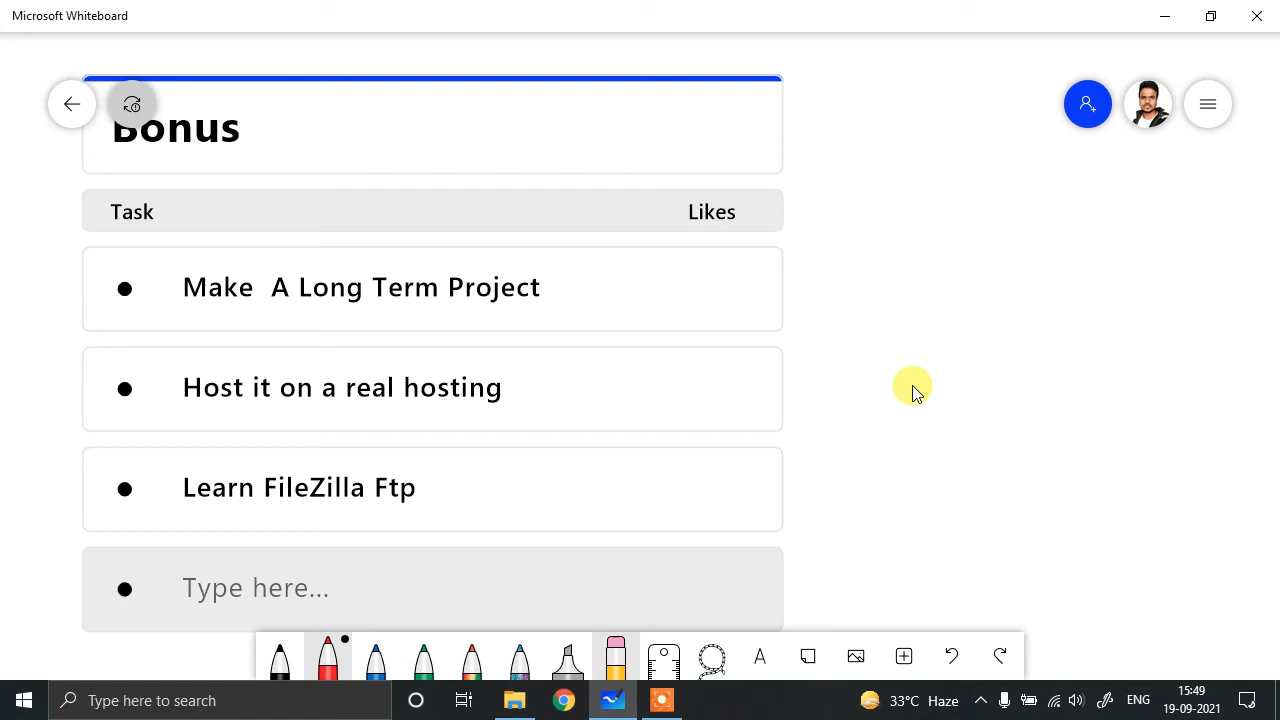 Microsoft Whiteboard
Bonus
Task Likes
Make A Long Term Project
Host it on a real hosting
Learn FileZilla Ftp
Type here...
A
Type here to search
33°C Haze
ENG
15:49
19-09-2021